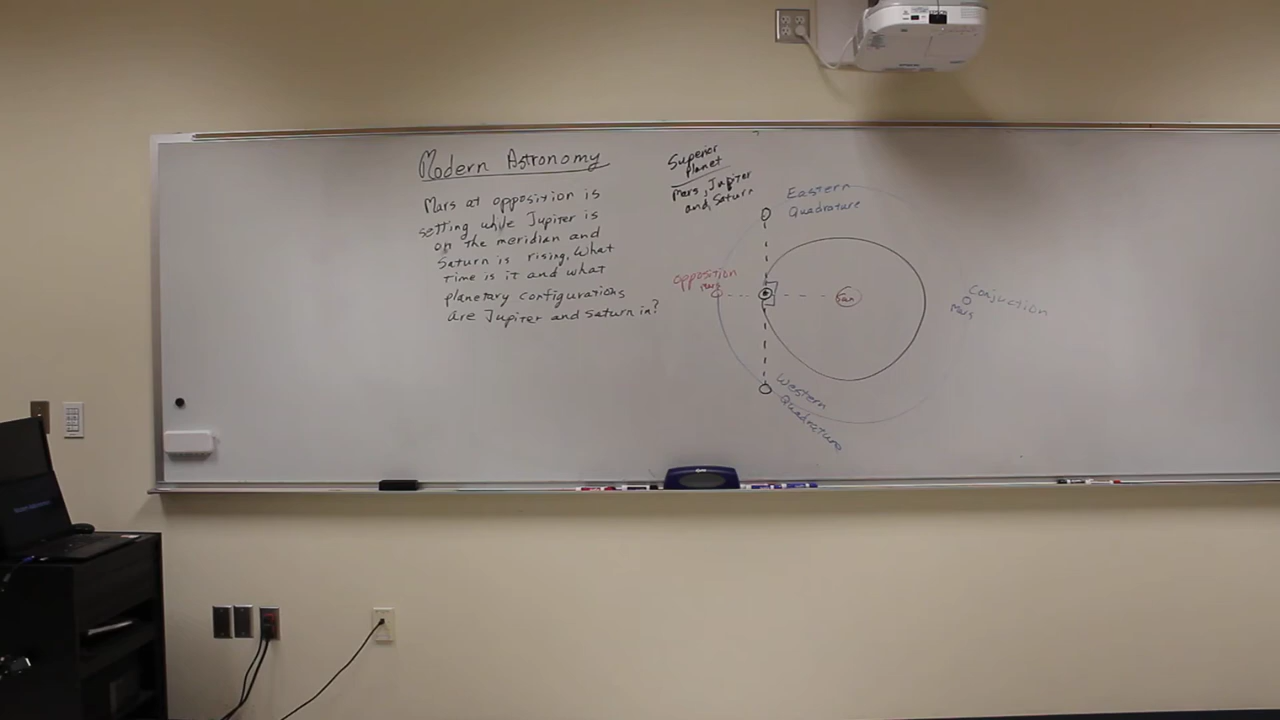 Modern Astronomy
Mars at opposition is
setting while Jupiter is
on the meridian and
Saturn is rising. What
Time is it and what
planetary configurations
are Jupiter and Saturn in?
Superior
Planet
Mars, Jupiter
and, Saturn
Eastern
Quadrature
opposition
Mars
Sun
Conjuction
Mars
Western
Quadrature